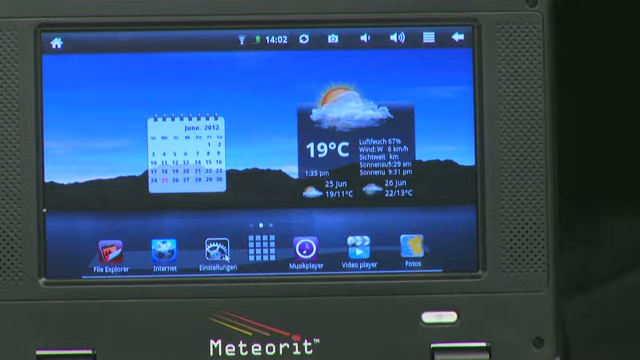 14:02
June, 2012
19°C
Luftfeuch 67%
Wind: W 6 km/h
Sichtweit km
Sonnenau5:29 am
Sonnenu 9:31 pm
1:35 pm
25 Jun
19/11°C
26 Jun
22/13°C
File Explorer
Internet
Einstellungen
Musikplayer
Video player
Fotos
Meteorit™